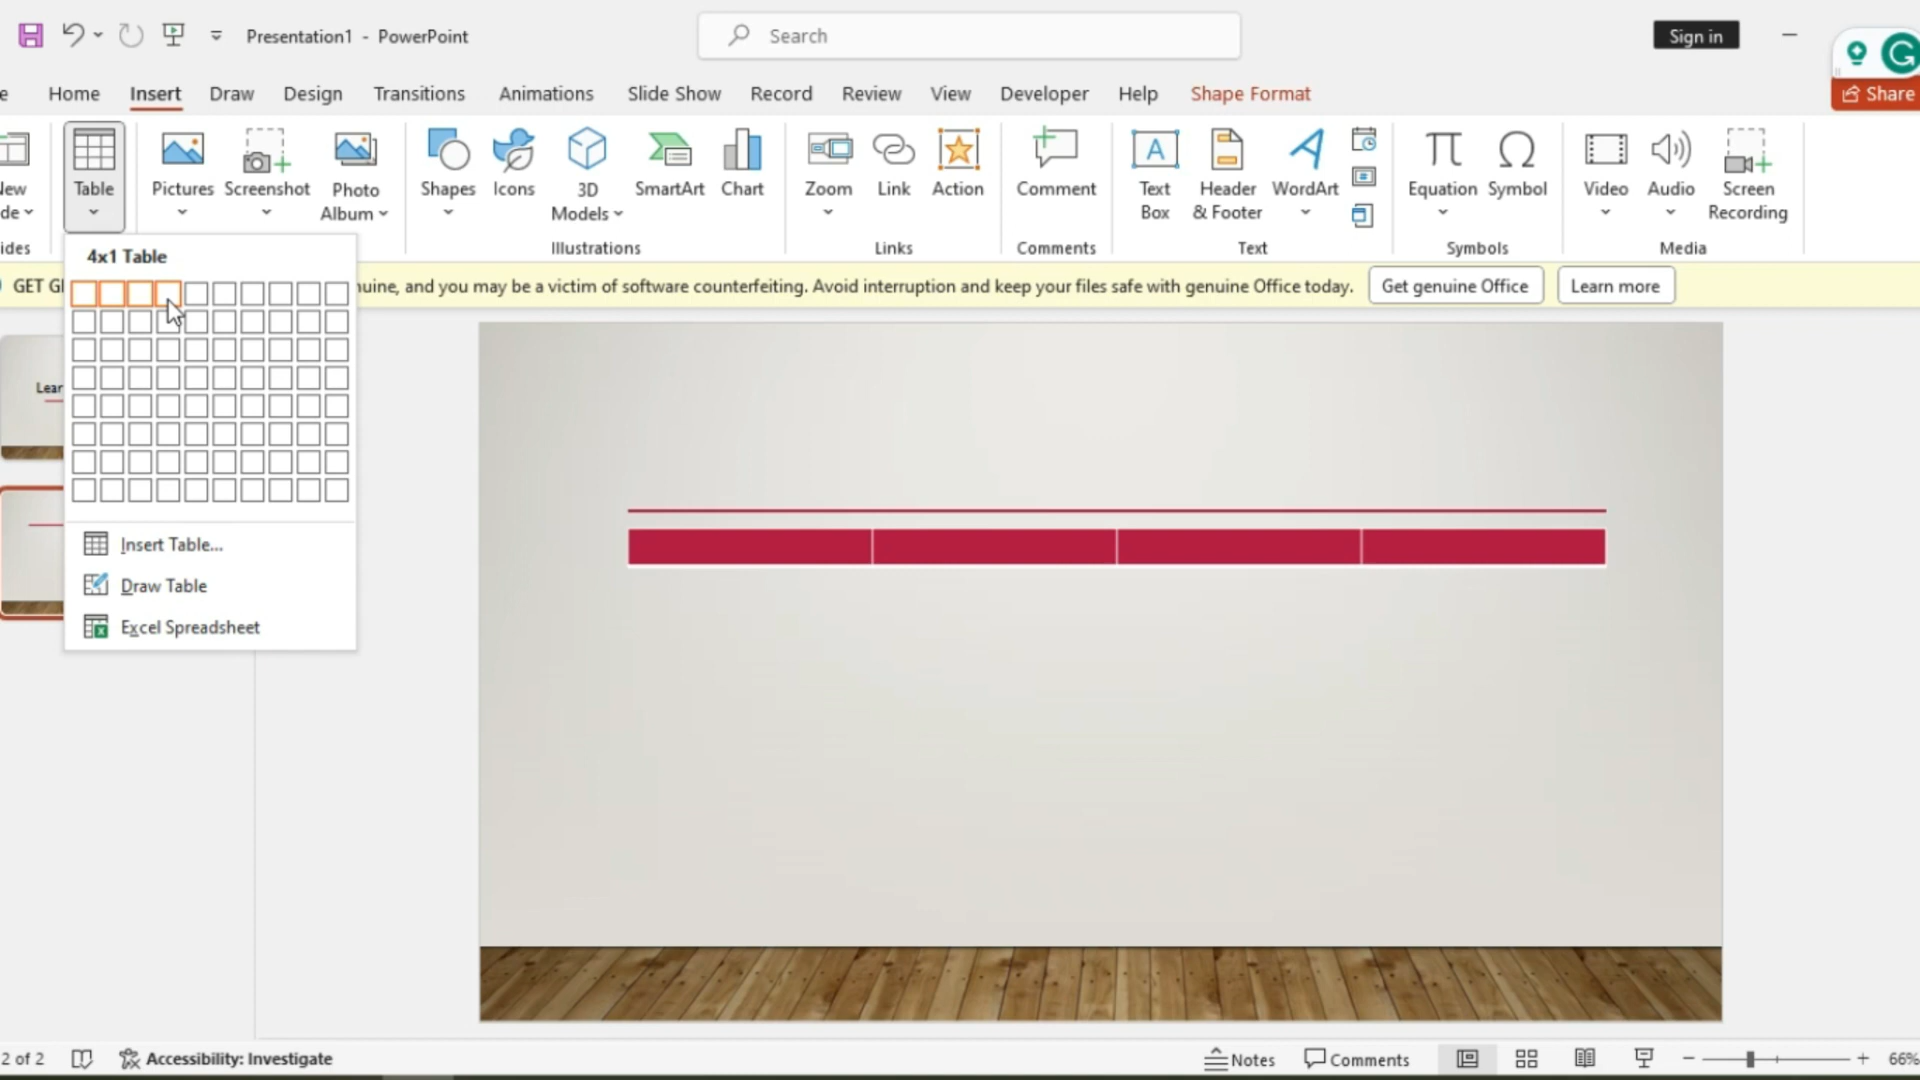 Presentation1 - PowerPoint
Search
Sign in
Home Insert Draw Design Transitions Animations Slide Show Record Review View Developer Help Shape Format
Share
Table
Pictures
Screenshot
Photo
Album
Shapes
Icons
3D
Models
SmartArt
Chart
Zoom
Link
Action
Comment
Text
Box
Header
& Footer
WordArt
Equation
Symbol
Video
Audio
Screen
Recording
Illustrations
Links
Comments
Text
Symbols
Media
4x1 Table
GET G
uine, and you may be a victim of software counterfeiting. Avoid interruption and keep your files safe with genuine Office today.
Get genuine Office
Learn more
Lear
Insert Table...
Draw Table
Excel Spreadsheet
2 of 2
Accessibility: Investigate
Notes
Comments
66%